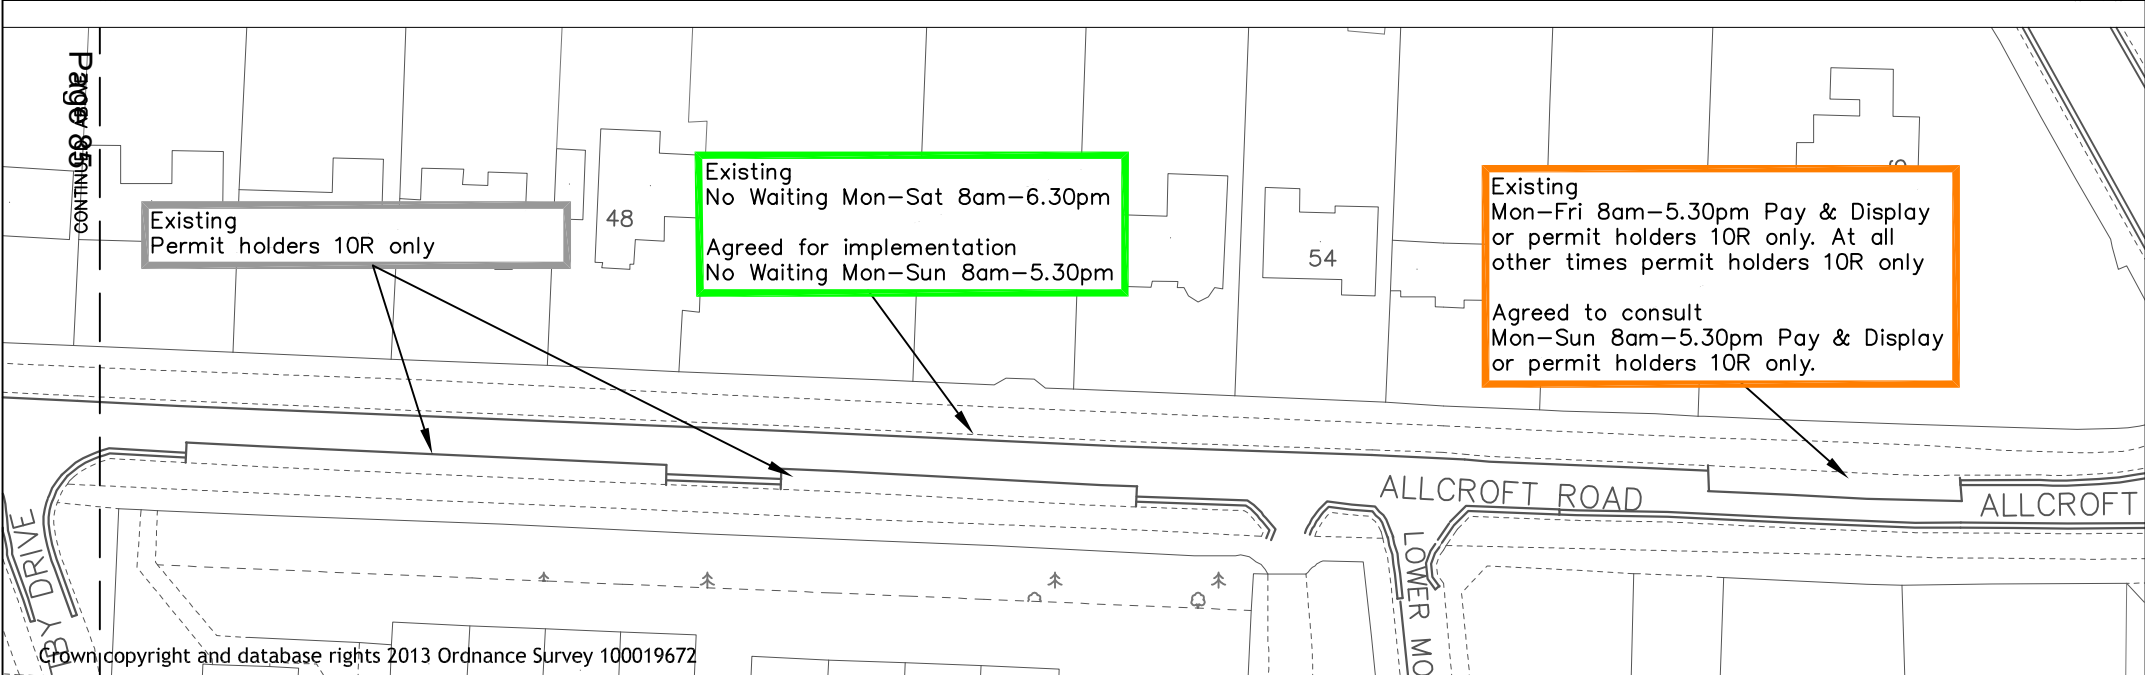 Page 85
Existing
Permit holders 10R only
48
Existing
No Waiting Mon-Sat 8am-6.30pm
Agreed for implementation
No Waiting Mon-Sun 8am-5.30pm
54
Existing
Mon-Fri 8am-5.30pm Pay & Display
or permit holders 10R only. At all
other times permit holders 10R only
Agreed to consult
Mon-Sun 8am-5.30pm Pay & Display
or permit holders 10R only.
ALLCROFT ROAD
ALLCROFT
LOWER MO
BY DRIVE
Crown copyright and database rights 2013 Ordnance Survey 100019672